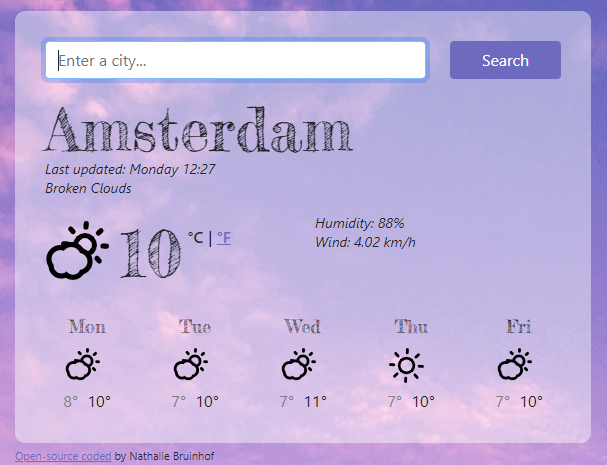 Enter a city...
Search
Amsterdam
Last updated: Monday 12:27
Broken Clouds
10 °C | °F
Humidity: 88%
Wind: 4.02 km/h
Mon Tue Wed Thu Fri
8° 10° 7° 10° 7° 11° 7° 10° 7° 10°
Open-source coded by Nathalie Bruinhof